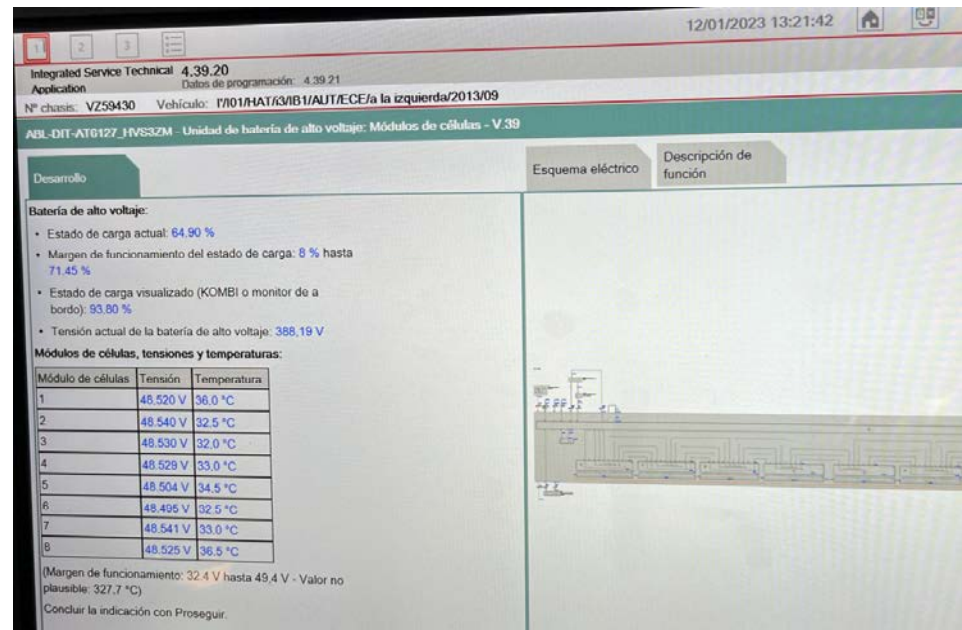 12/01/2023 13:21:42
1 2 3
Integrated Service Technical 4.39.20
Application Datos de programación: 4.39.21
Nº chasis: VZ59430 Vehículo: I'/I01/HAT/i3/IB1/AUT/ECE/a la izquierda/2013/09
ABL-DIT-AT6127_HVS3ZM - Unidad de batería de alto voltaje: Módulos de células - V.39
Desarrollo
Esquema eléctrico
Descripción de
función
Batería de alto voltaje:
• Estado de carga actual: 64,90 %
• Margen de funcionamiento del estado de carga: 8 % hasta
71.45 %
• Estado de carga visualizado (KOMBI o monitor de a
bordo): 93,80 %
• Tensión actual de la batería de alto voltaje: 388,19 V
Módulos de células, tensiones y temperaturas:
Módulo de células Tensión Temperatura
1 48.520 V 36.0 °C
2 48.540 V 32.5 °C
3 48.530 V 32.0 °C
4 48.529 V 33.0 °C
5 48.504 V 34.5 °C
6 48.495 V 32.5 °C
7 48.541 V 33.0 °C
8 48.525 V 36.5 °C
(Margen de funcionamiento: 32.4 V hasta 49,4 V - Valor no
plausible: 327,7 °C)
Concluir la indicación con Proseguir.